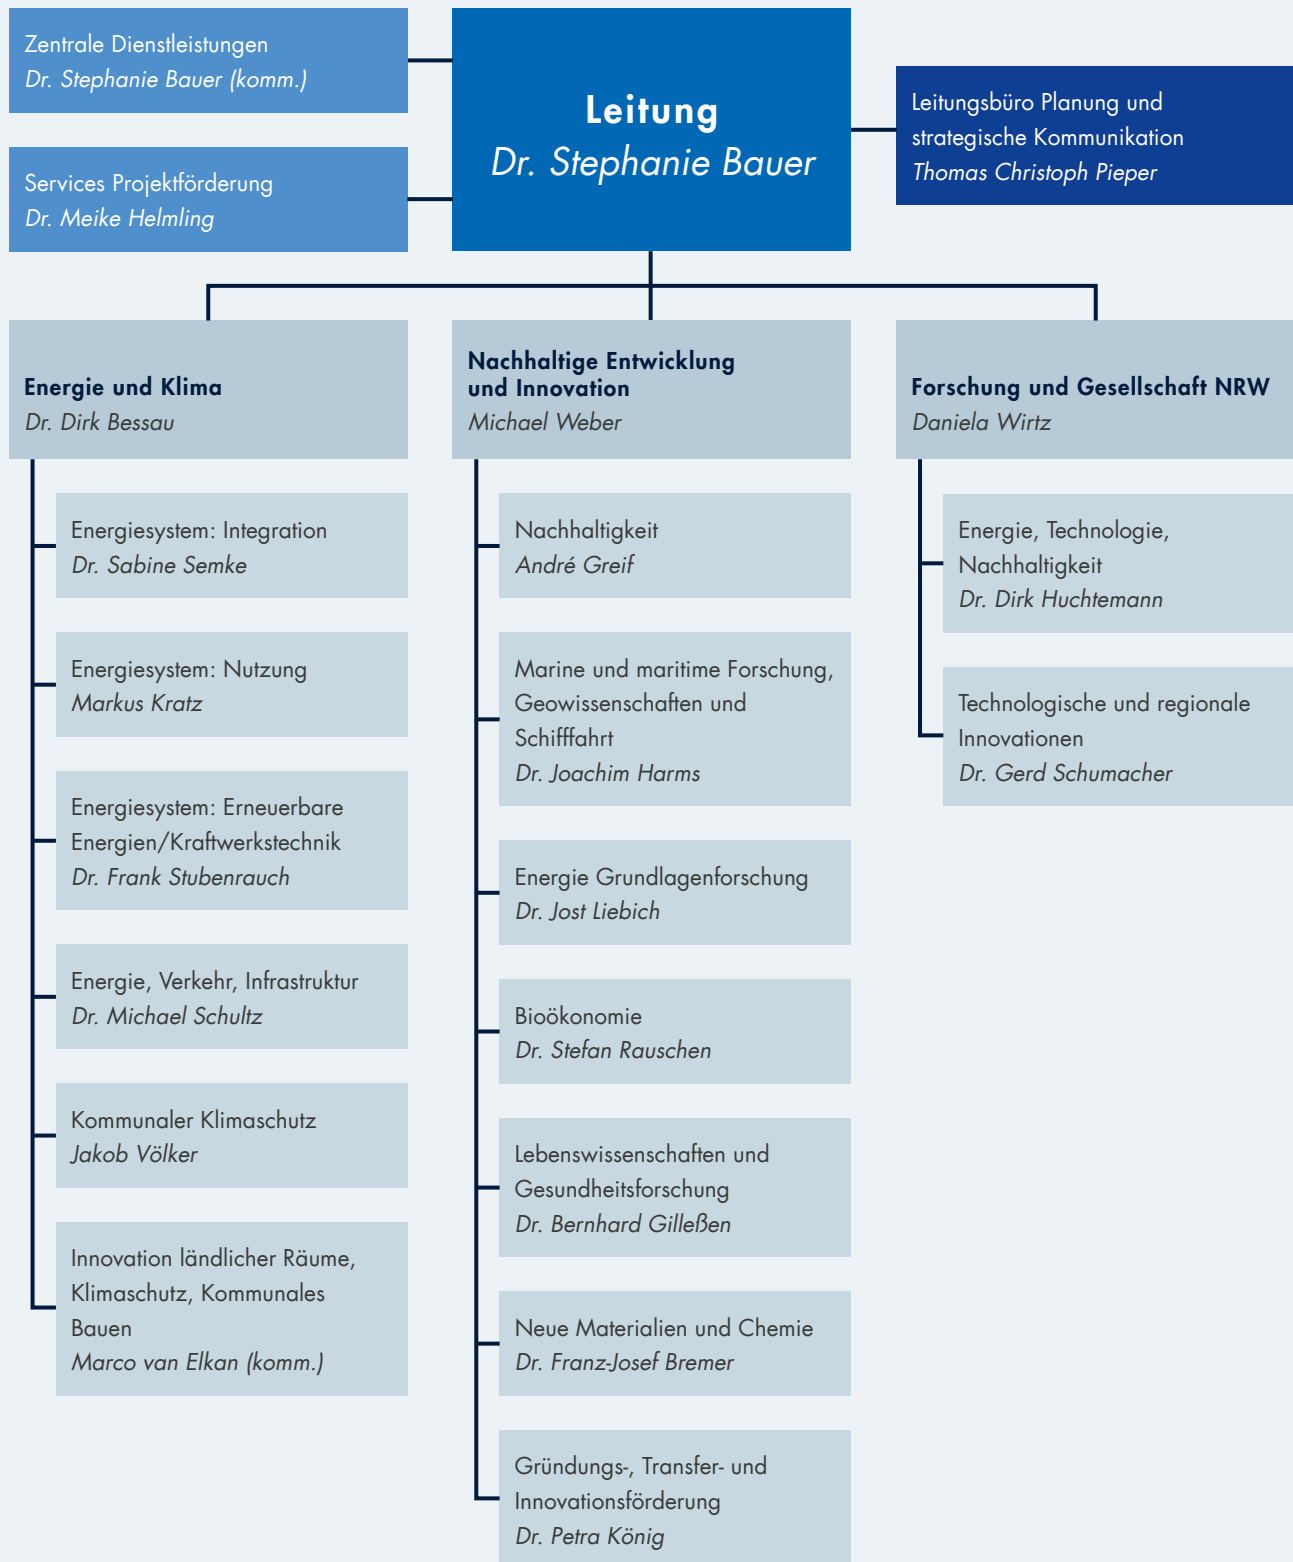 Zentrale Dienstleistungen
Dr. Stephanie Bauer (komm.)
Services Projektförderung
Dr. Meike Helmling
Leitung
Dr. Stephanie Bauer
Leitungsbüro Planung und
strategische Kommunikation
Thomas Christoph Pieper
Energie und Klima
Dr. Dirk Bessau
Energiesystem: Integration
Dr. Sabine Semke
Energiesystem: Nutzung
Markus Kratz
Energiesystem: Erneuerbare
Energien/Kraftwerkstechnik
Dr. Frank Stubenrauch
Energie, Verkehr, Infrastruktur
Dr. Michael Schultz
Kommunaler Klimaschutz
Jakob Völker
Innovation ländlicher Räume,
Klimaschutz, Kommunales
Bauen
Marco van Elkan (komm.)
Nachhaltige Entwicklung
und Innovation
Michael Weber
Nachhaltigkeit
André Greif
Marine und maritime Forschung,
Geowissenschaften und
Schifffahrt
Dr. Joachim Harms
Energie Grundlagenforschung
Dr. Jost Liebich
Bioökonomie
Dr. Stefan Rauschen
Lebenswissenschaften und
Gesundheitsforschung
Dr. Bernhard Gilleßen
Neue Materialien und Chemie
Dr. Franz-Josef Bremer
Gründungs-, Transfer- und
Innovationsförderung
Dr. Petra König
Forschung und Gesellschaft NRW
Daniela Wirtz
Energie, Technologie,
Nachhaltigkeit
Dr. Dirk Huchtemann
Technologische und regionale
Innovationen
Dr. Gerd Schumacher